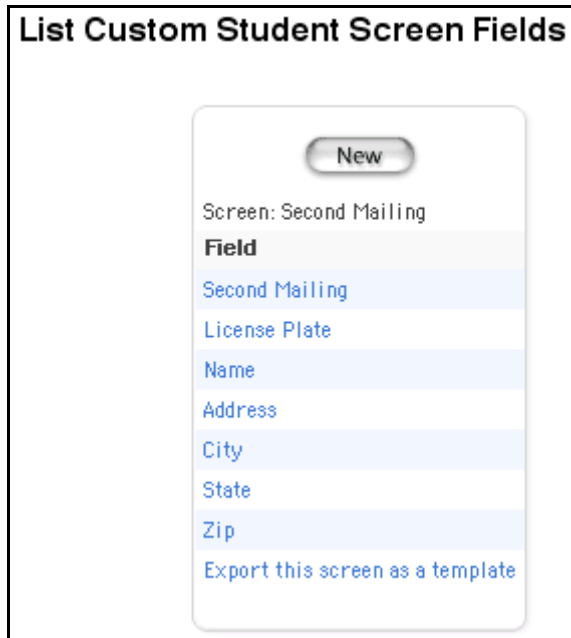 List Custom Student Screen Fields
New
Screen: Second Mailing
Field
Second Mailing
License Plate
Name
Address
City
State
Zip
Export this screen as a template